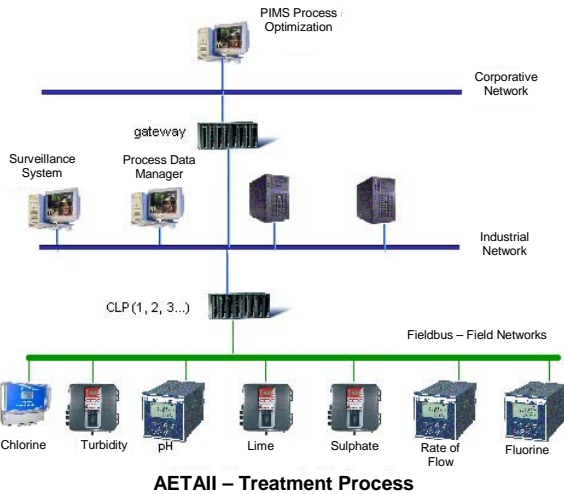 PIMS Process
Optimization
Corporative
Network
gateway
Surveillance
System
Process Data
Manager
Industrial
Network
CLP (1, 2, 3...)
Fieldbus – Field Networks
Chlorine
Turbidity
pH
Lime
Sulphate
Rate of
Flow
Fluorine
AETAII – Treatment Process